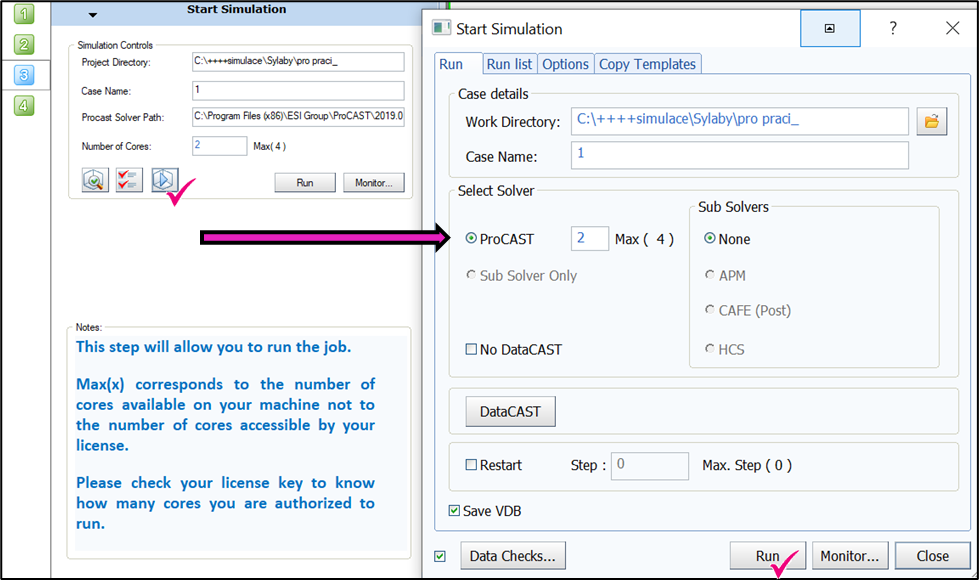 1
2
3
4
Start Simulation
Simulation Controls
Project Directory: C:\++++simulace\Sylaby\pro praci_
Case Name: 1
Procast Solver Path: C:\Program Files (x86)\ESI Group\ProCAST\2019.0
Number of Cores: 2 Max( 4 )
Run Monitor...
Notes:
This step will allow you to run the job.
Max(x) corresponds to the number of
cores available on your machine not to
the number of cores accessible by your
license.
Please check your license key to know
how many cores you are authorized to
run.
Start Simulation ?
Run Run list Options Copy Templates
Case details
Work Directory: C:\++++simulace\Sylaby\pro praci_
Case Name: 1
Select Solver
Sub Solvers
ProCAST 2 Max ( 4 ) None
Sub Solver Only APM
CAFE (Post)
No DataCAST HCS
DataCAST
Restart Step : 0 Max. Step ( 0 )
Save VDB
Data Checks... Run Monitor... Close